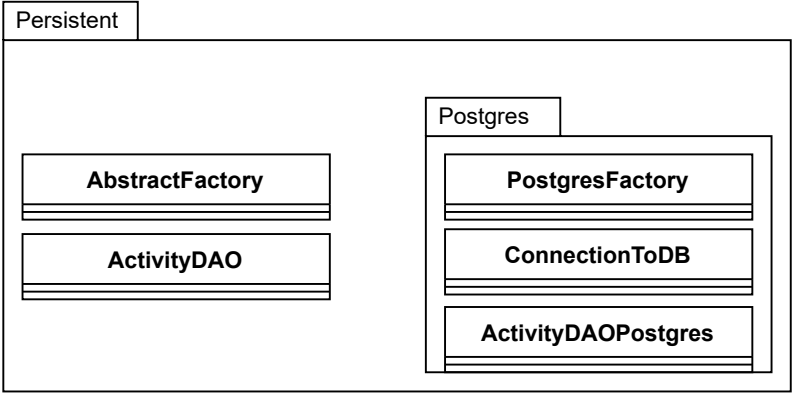 Persistent
Postgres
AbstractFactory
PostgresFactory
ActivityDAO
ConnectionToDB
ActivityDAOPostgres